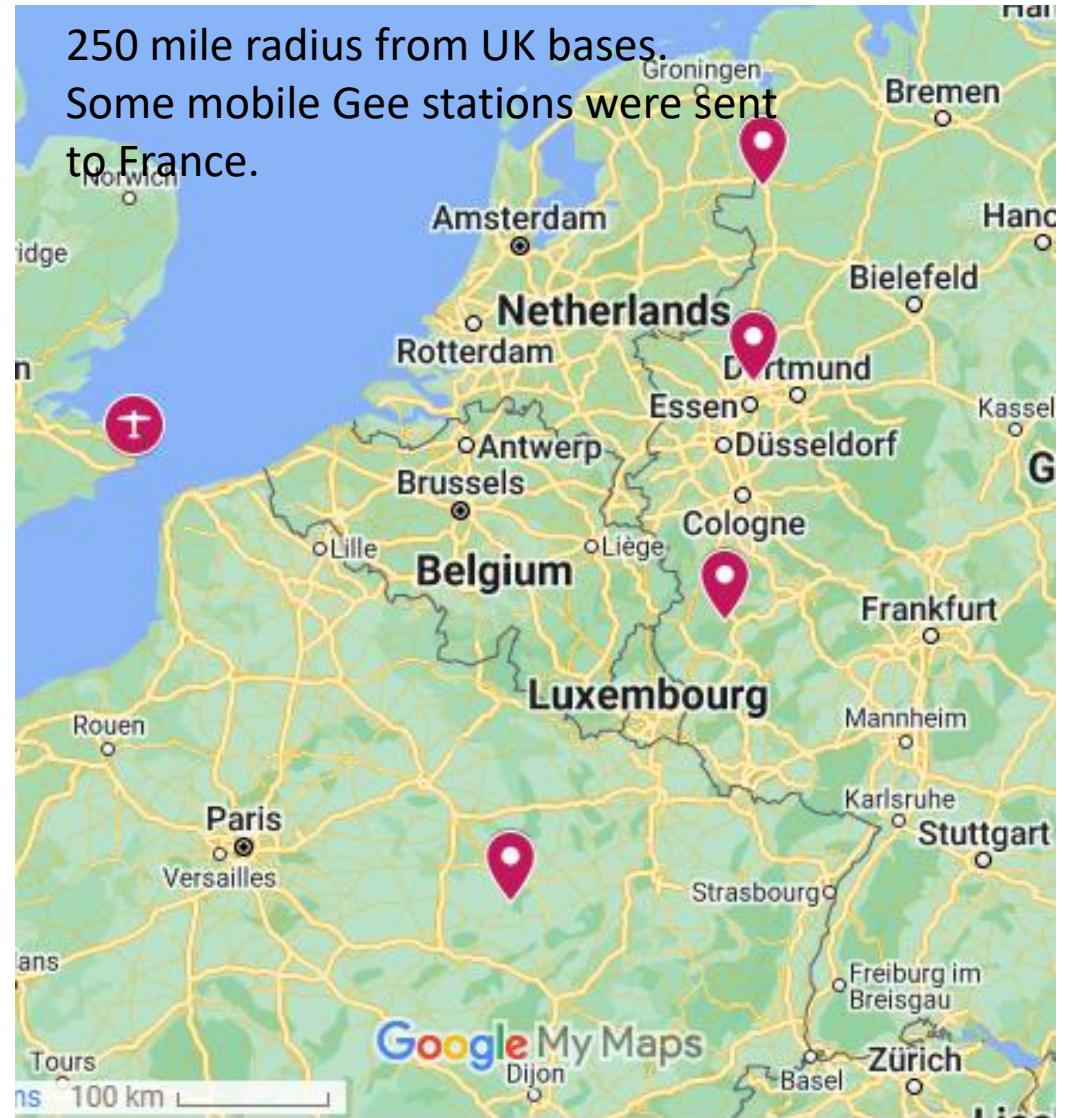 250 mile radius from UK bases.
Some mobile Gee stations were sent
to France.
Groningen
Bremen
Norwich
Amsterdam
Hano
idge
Bielefeld
Netherlands
Rotterdam
n
Dortmund
Essen
Kassel
Antwerp
Düsseldorf
G
Brussels
Cologne
Lille
Liège
Belgium
Frankfurt
Luxembourg
Rouen
Mannheim
Karlsruhe
Paris
Stuttgart
Versailles
Strasbourg
ans
Freiburg im
Breisgau
Google My Maps
Tours
Zürich
Dijon
Basel
ns 100 km